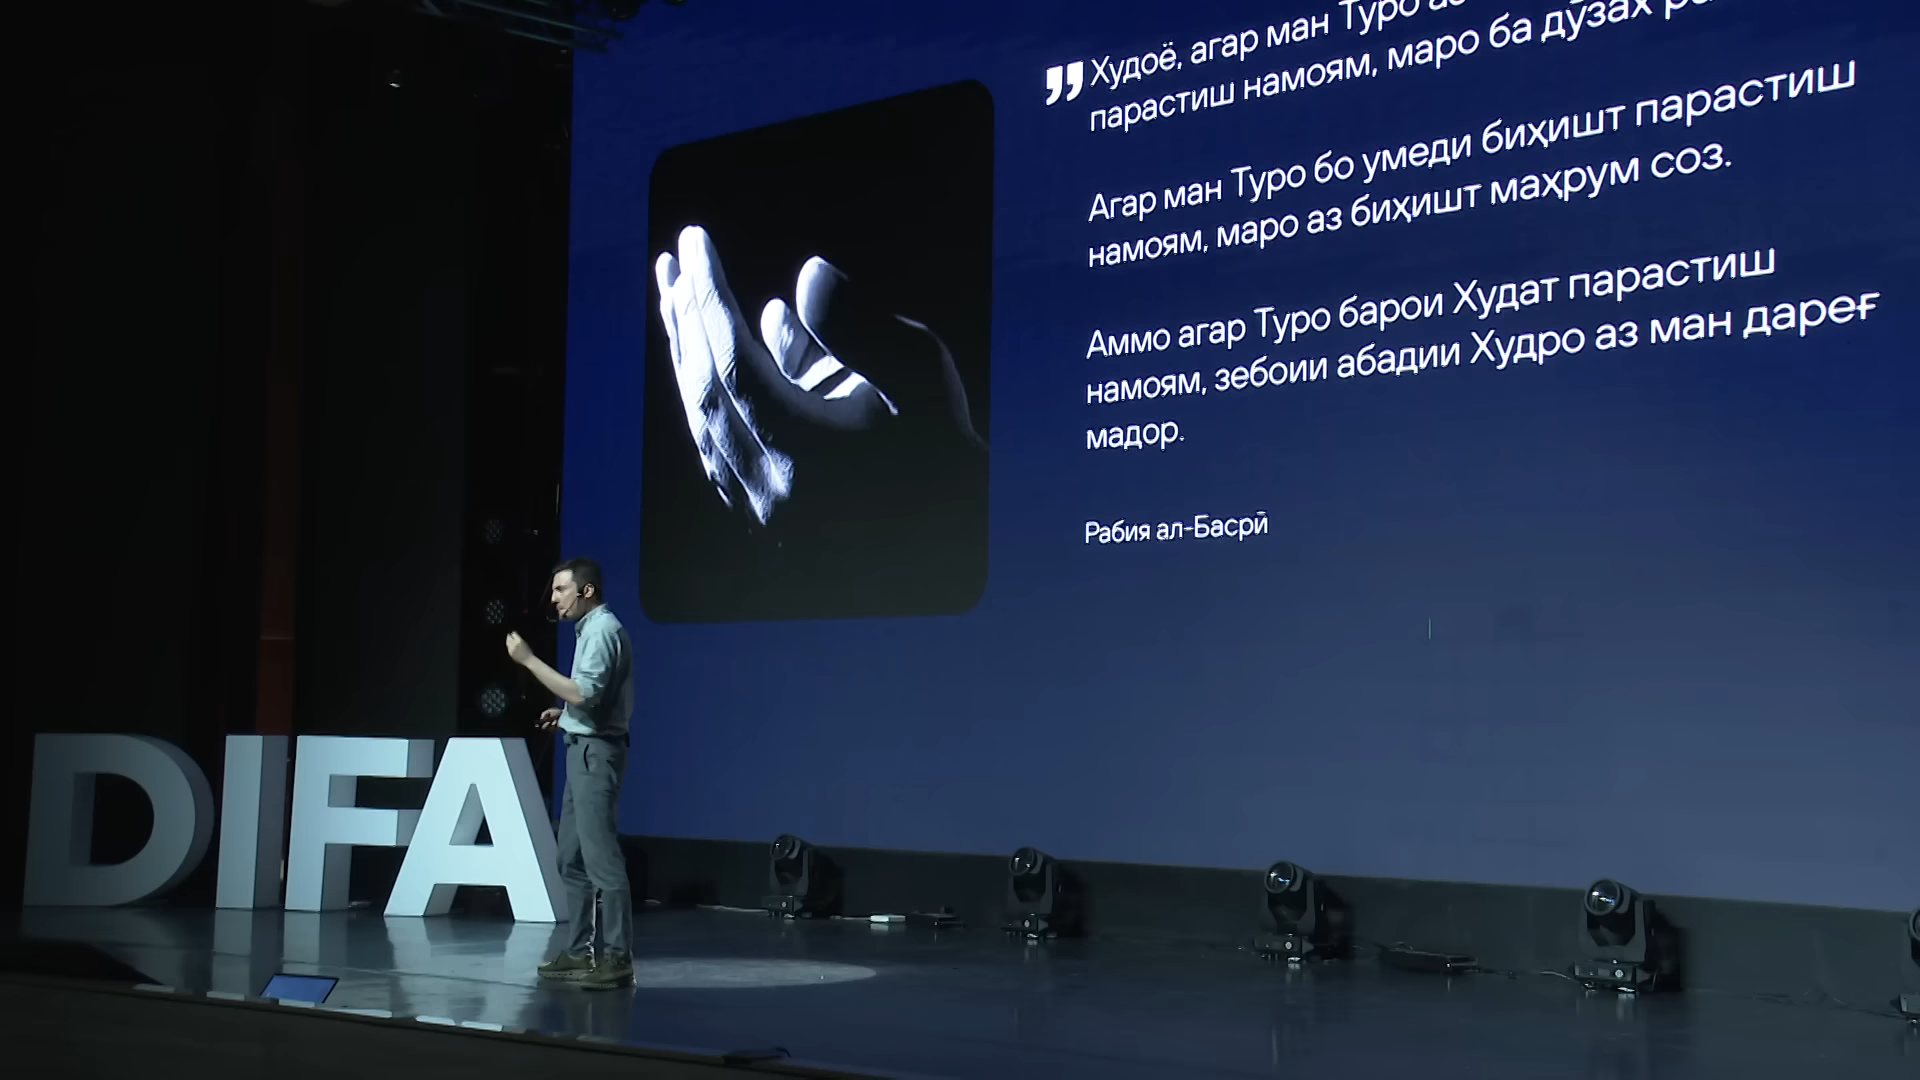 Худоё, агар ман Туро
парастиш намоям, маро ба дӯзах
Агар ман Туро бо умеди биҳишт парастиш
намоям, маро аз биҳишт маҳрум соз.
Аммо агар Туро барои Худат парастиш
намоям, зебоии абадии Худро аз ман дареғ
мадор.
Рабия ал-Басрӣ
DIFA